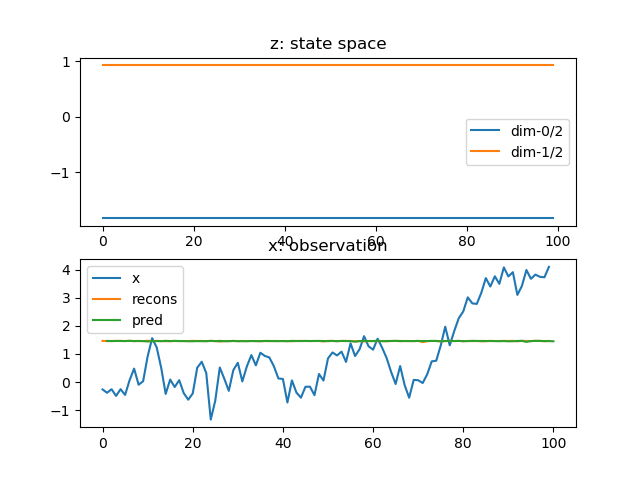 z: state space
1
0
−1
dim-0/2
dim-1/2
0 20 40 60 80 100
x: observation
4
3
2
1
0
−1
x
recons
pred
0 20 40 60 80 100